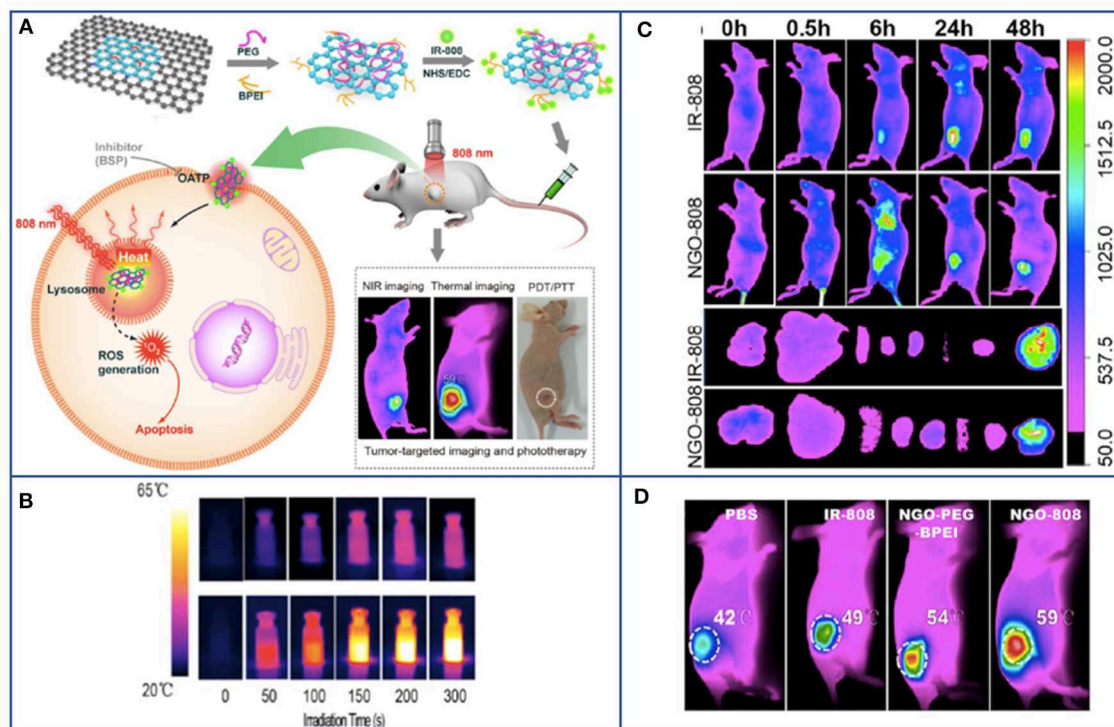 A
PEG
BPEI
IR-808
NHS/EDC
Inhibitor
(BSP)
OATP
808 nm
808 nm
Heat
Lysosome
ROS
generation
Apoptosis
NIR imaging Thermal imaging PDT/PTT
59℃
Tumor-targeted imaging and phototherapy
B
65℃
20℃
0 50 100 150 200 300
Irradiation Time (s)
C
0h 0.5h 6h 24h 48h
IR-808
NGO-808
IR-808
NGO-808
2000.0
1512.5
1025.0
537.5
50.0
D
PBS IR-808 NGO-PEG
-BPEI NGO-808
42℃ 49℃ 54℃ 59℃